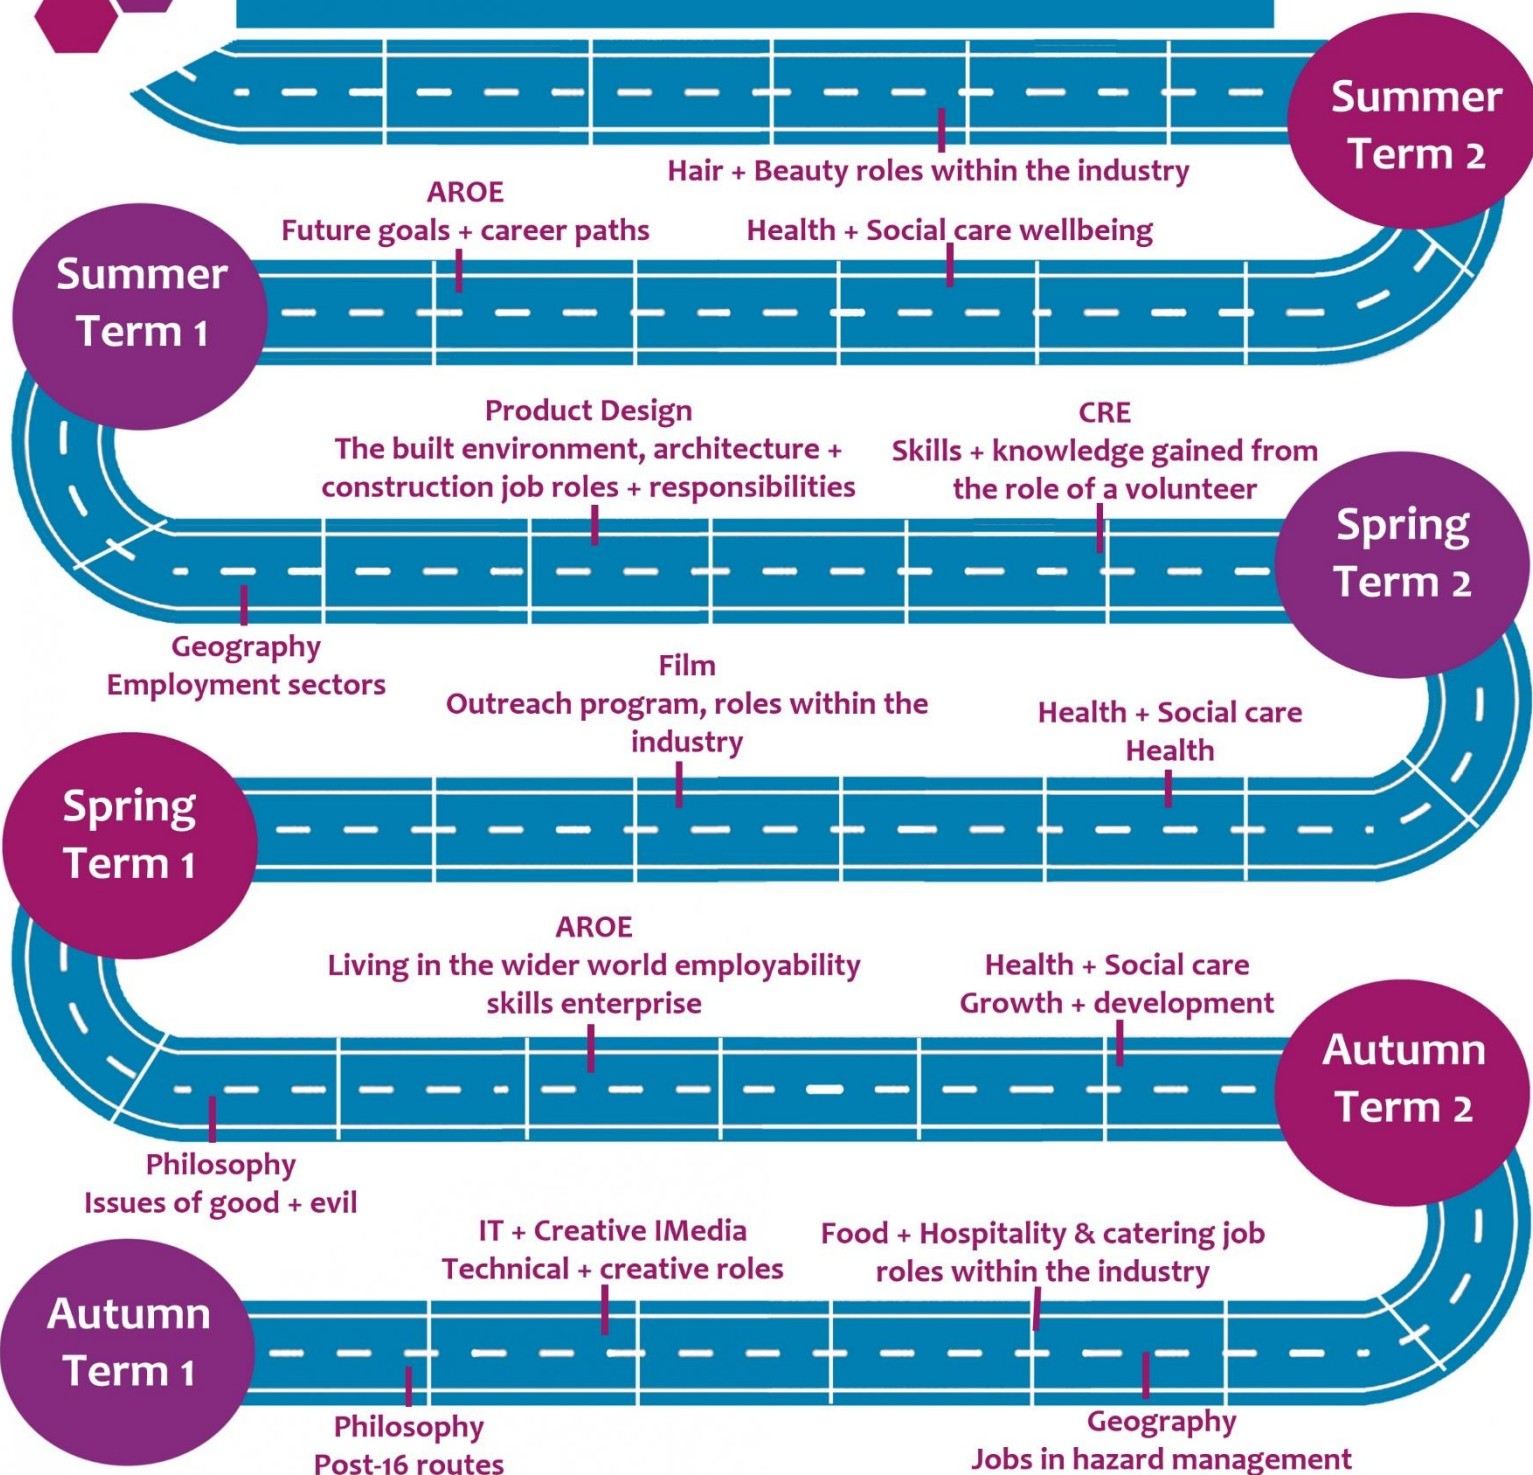 Summer
Term 2
Hair + Beauty roles within the industry
AROE
Future goals + career paths
Health + Social care wellbeing
Summer
Term 1
Product Design
The built environment, architecture +
construction job roles + responsibilities
CRE
Skills + knowledge gained from
the role of a volunteer
Spring
Term 2
Geography
Employment sectors
Film
Outreach program, roles within the
industry
Health + Social care
Health
Spring
Term 1
AROE
Living in the wider world employability
skills enterprise
Health + Social care
Growth + development
Autumn
Term 2
Philosophy
Issues of good + evil
IT + Creative IMedia
Technical + creative roles
Food + Hospitality & catering job
roles within the industry
Autumn
Term 1
Philosophy
Post-16 routes
Geography
Jobs in hazard management